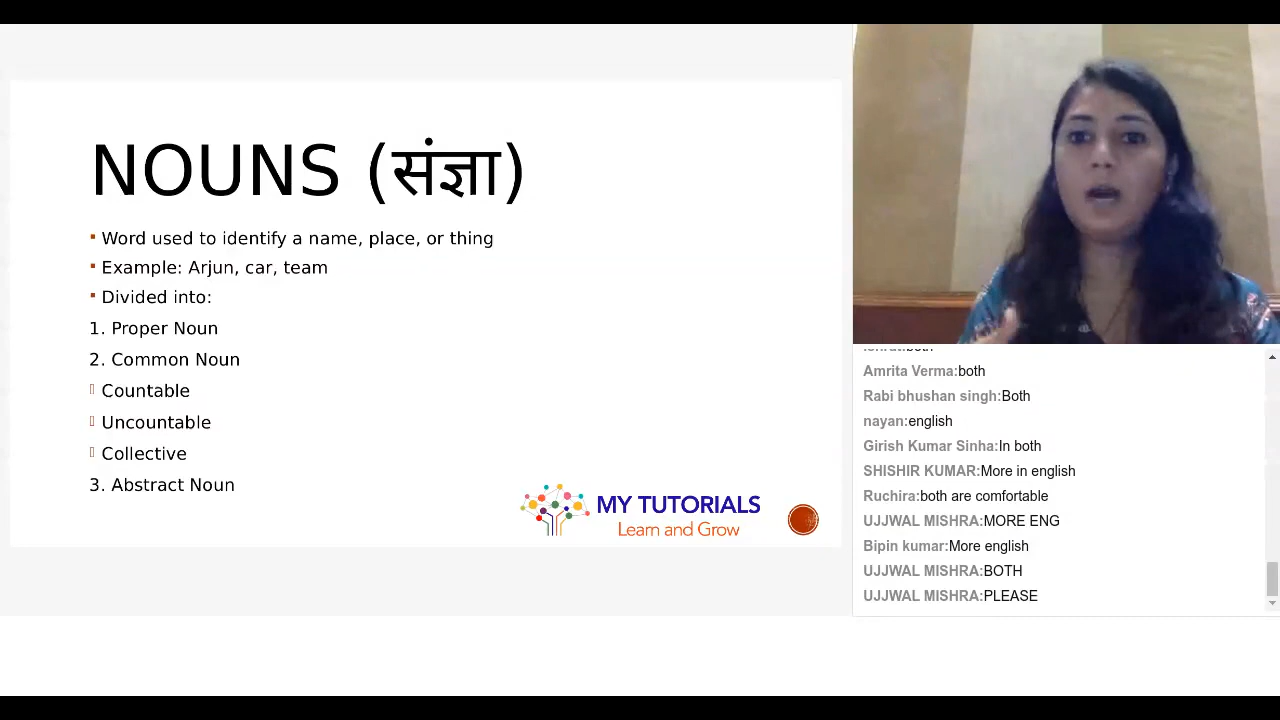 NOUNS (संज्ञा)
Word used to identify a name, place, or thing
Example: Arjun, car, team
Divided into:
1. Proper Noun
2. Common Noun
Countable
Uncountable
Collective
3. Abstract Noun
MY TUTORIALS
Learn and Grow
Amrita Verma:both
Rabi bhushan singh:Both
nayan:english
Girish Kumar Sinha:In both
SHISHIR KUMAR:More in english
Ruchira:both are comfortable
UJJWAL MISHRA:MORE ENG
Bipin kumar:More english
UJJWAL MISHRA:BOTH
UJJWAL MISHRA:PLEASE